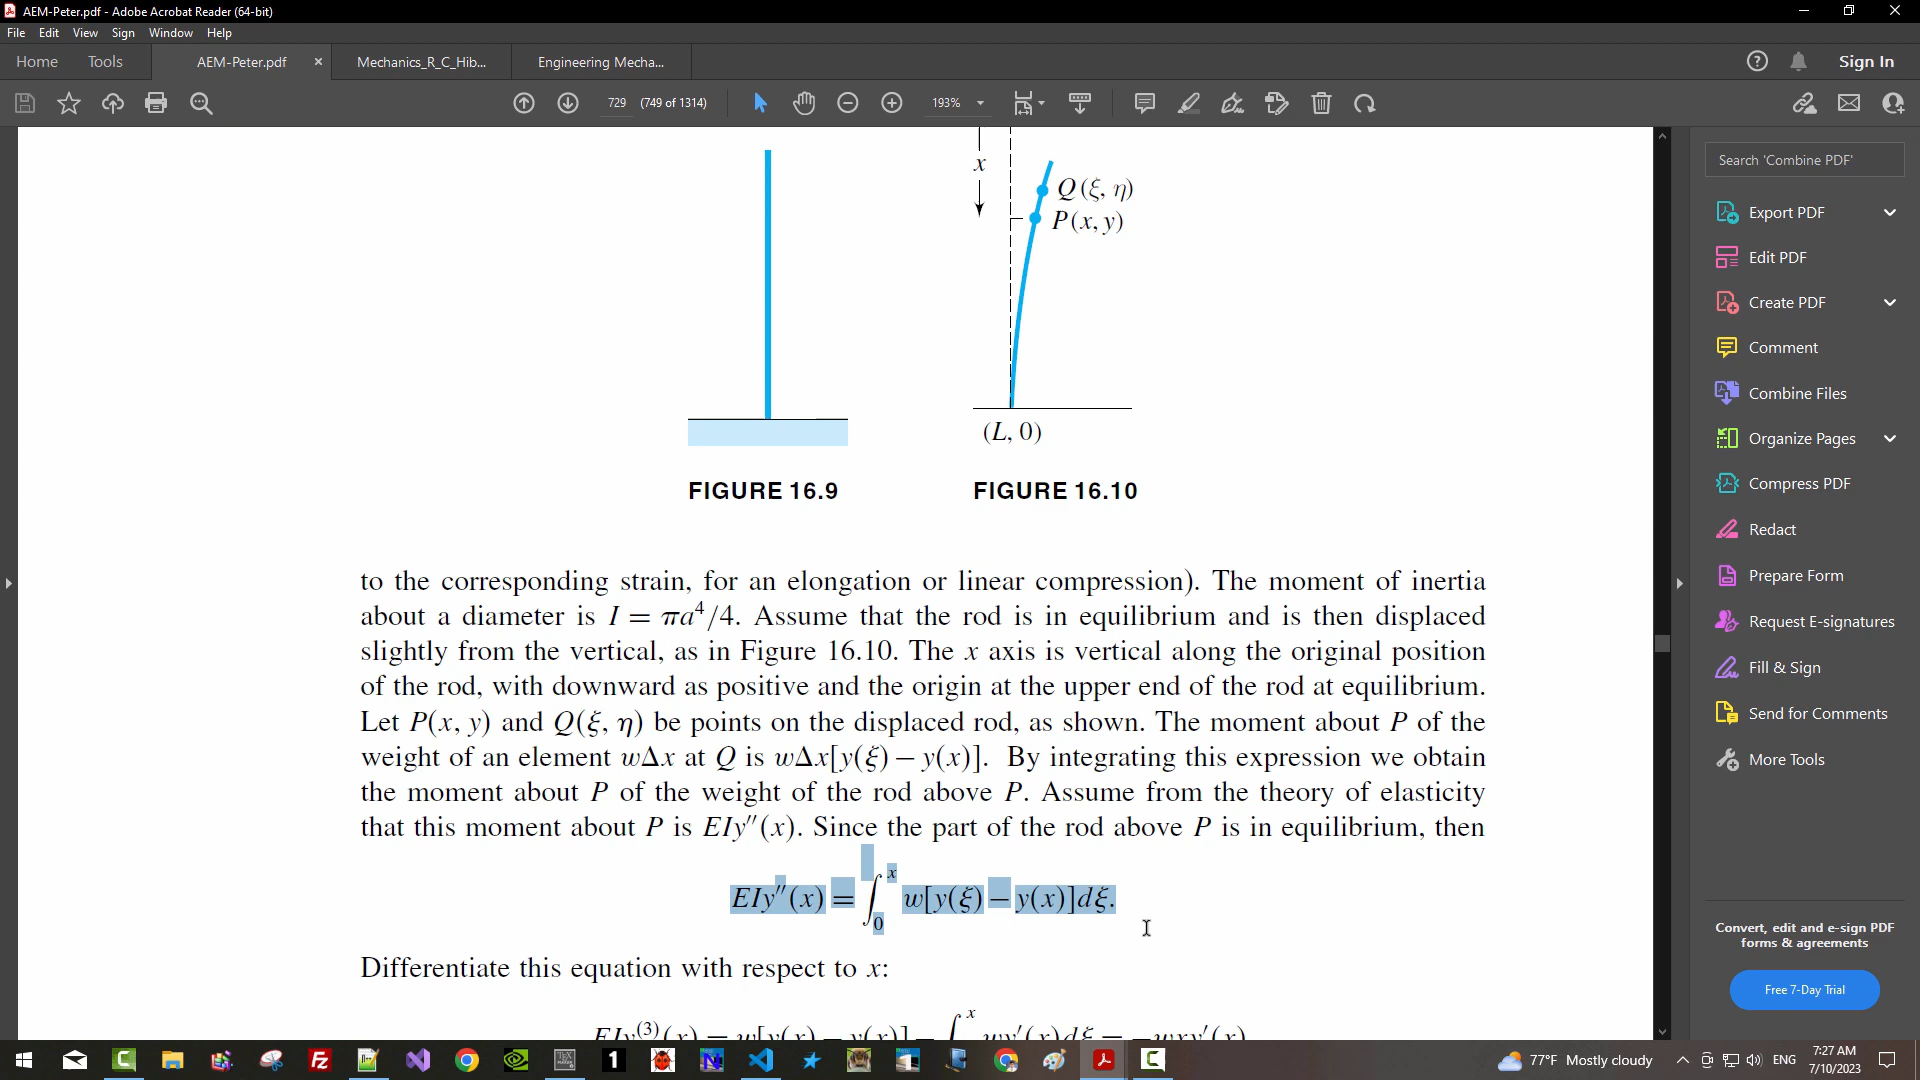 AEM-Peter.pdf - Adobe Acrobat Reader (64-bit)
File Edit View Sign Window Help
Home Tools AEM-Peter.pdf × Mechanics_R_C_Hib... Engineering Mecha... Sign In
729 (749 of 1314) 193%
x
Q(ξ, η)
P(x, y)
(L, 0)
FIGURE 16.9 FIGURE 16.10
to the corresponding strain, for an elongation or linear compression). The moment of inertia
about a diameter is I = πa⁴/4. Assume that the rod is in equilibrium and is then displaced
slightly from the vertical, as in Figure 16.10. The x axis is vertical along the original position
of the rod, with downward as positive and the origin at the upper end of the rod at equilibrium.
Let P(x, y) and Q(ξ, η) be points on the displaced rod, as shown. The moment about P of the
weight of an element wΔx at Q is wΔx[y(ξ) − y(x)]. By integrating this expression we obtain
the moment about P of the weight of the rod above P. Assume from the theory of elasticity
that this moment about P is EIy″(x). Since the part of the rod above P is in equilibrium, then
EIy″(x) = ∫₀ˣ w[y(ξ) − y(x)]dξ.
Differentiate this equation with respect to x:
EIy⁽³⁾(x) = w[y(x) − y(x)] − ∫ˣ wy′(x)dξ = −wxy′(x)
Search 'Combine PDF'
Export PDF
Edit PDF
Create PDF
Comment
Combine Files
Organize Pages
Compress PDF
Redact
Prepare Form
Request E-signatures
Fill & Sign
Send for Comments
More Tools
Convert, edit and e-sign PDF
forms & agreements
Free 7-Day Trial
77°F Mostly cloudy ENG 7:27 AM
7/10/2023